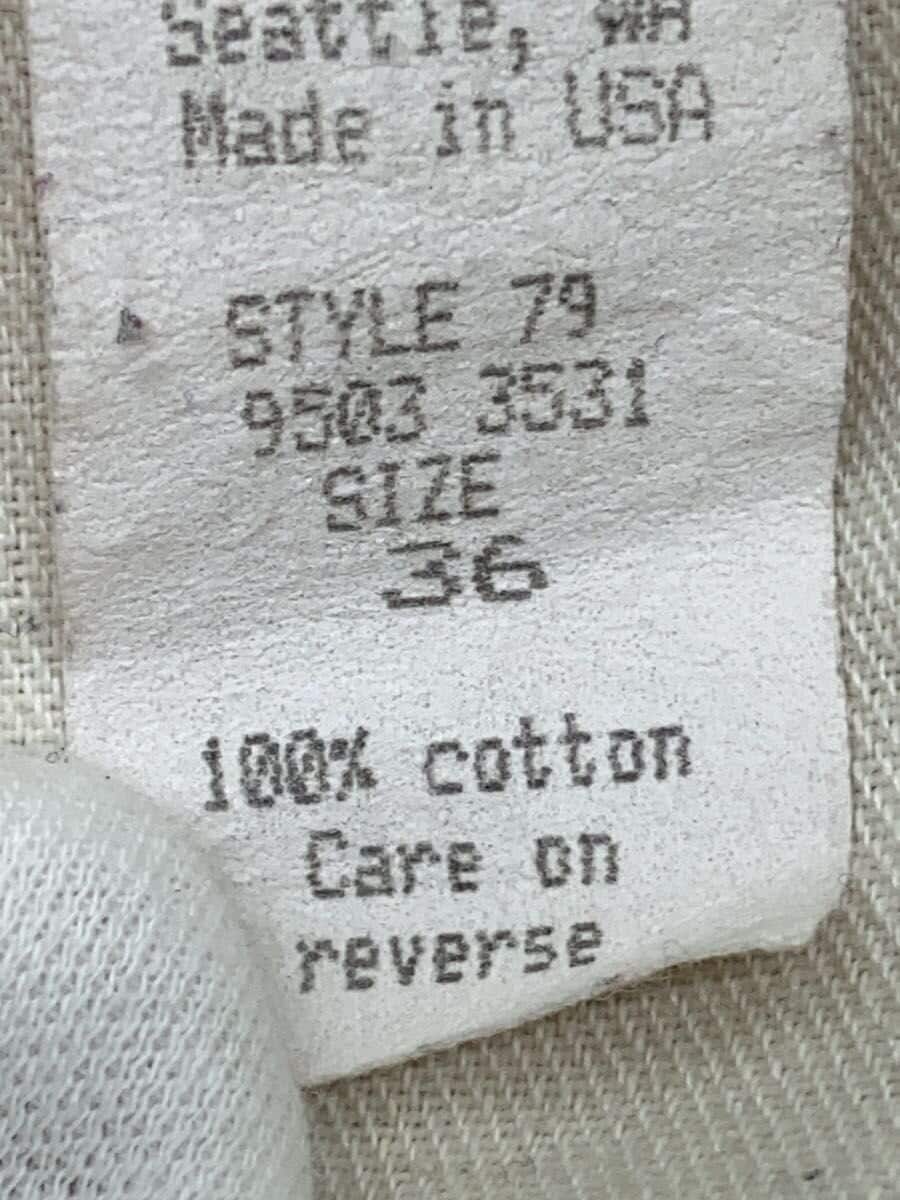 Seattle, WA
Made in USA
STYLE 79
9503 3531
SIZE
36
100% cotton
Care on
reverse